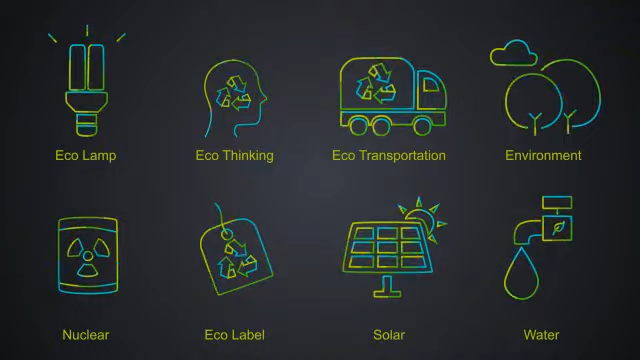 Eco Lamp
Eco Thinking
Eco Transportation
Environment
Nuclear
Eco Label
Solar
Water